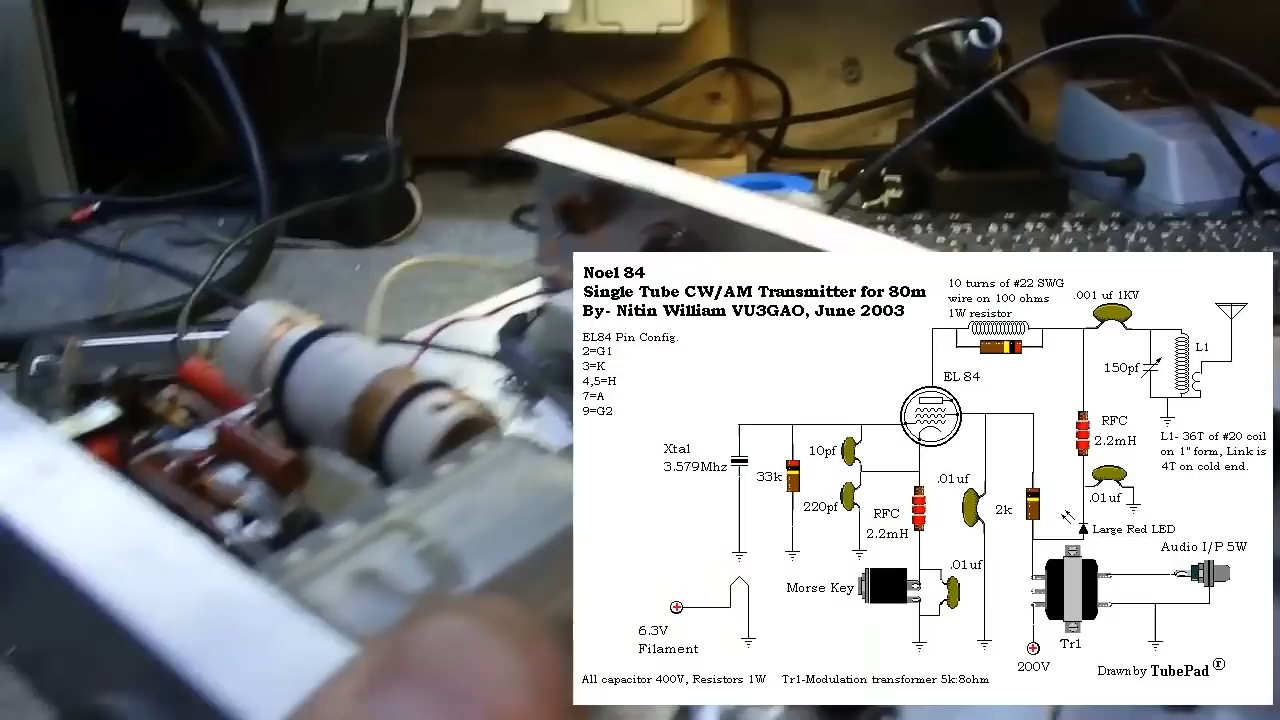 Noel 84
Single Tube CW/AM Transmitter for 80m
By- Nitin William VU3GAO, June 2003
EL84 Pin Config.
2=G1
3=K
4,5=H
7=A
9=G2
10 turns of #22 SWG
wire on 100 ohms
1W resistor
.001 uf 1KV
L1
150pf
EL 84
RFC
2.2mH
L1- 36T of #20 coil
on 1" form, Link is
4T on cold end.
Xtal
3.579Mhz
33k
10pf
220pf
RFC
2.2mH
.01uf
2k
.01uf
Large Red LED
Audio I/P 5W
Morse Key
.01uf
6.3V
Filament
Tr1
200V
Drawn by TubePad ®
All capacitor 400V, Resistors 1W Tr1-Modulation transformer 5k:8ohm